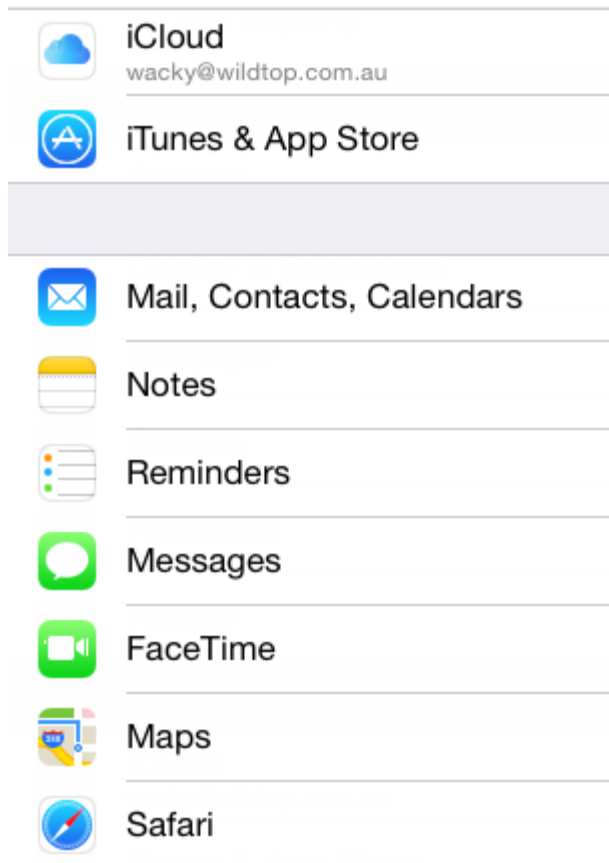 iCloud
wacky@wildtop.com.au
iTunes & App Store
Mail, Contacts, Calendars
Notes
Reminders
Messages
FaceTime
Maps
Safari